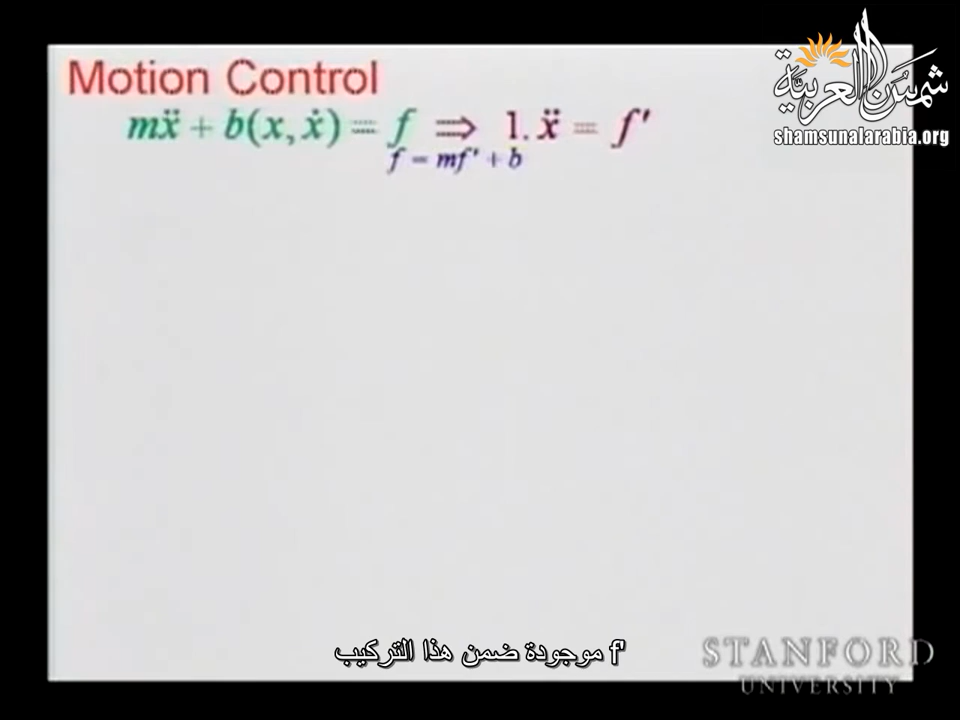 Motion Control
شمس العربية
shamsunalarabia.org
mẍ + b(x, ẋ) = f ⇒ 1. ẍ = f'
f = mf' + b
f' موجودة ضمن هذا التركيب
STANFORD
UNIVERSITY